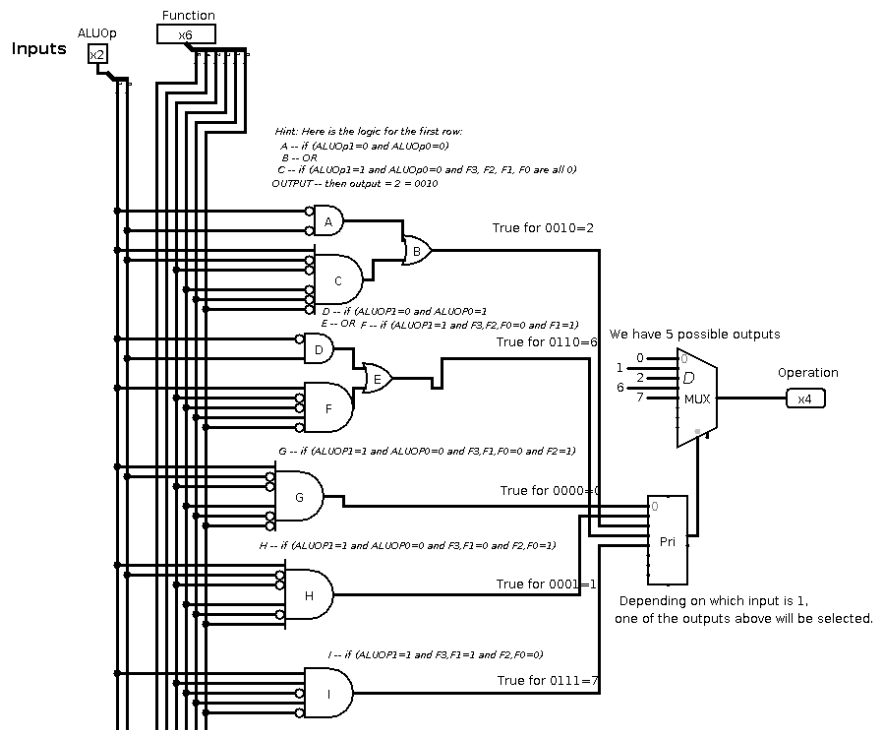 Function
x6
Inputs
ALUOp
x2
Hint: Here is the logic for the first row:
A -- if (ALUOp1=0 and ALUOp0=0)
B -- OR
C -- if (ALUOp1=1 and ALUOp0=0 and F3, F2, F1, F0 are all 0)
OUTPUT -- then output = 2 = 0010
A
True for 0010=2
B
C
D -- if (ALUOP1=0 and ALUOP0=1
E -- OR F -- if (ALUOP1=1 and F3,F2,F0=0 and F1=1)
True for 0110=6
D
E
F
We have 5 possible outputs
0
0
1
2
D
6
7
MUX
Operation
x4
G -- if (ALUOP1=1 and ALUOP0=0 and F3,F1,F0=0 and F2=1)
True for 0000=0
G
0
Pri
H -- if (ALUOP1=1 and ALUOP0=0 and F3,F1=0 and F2,F0=1)
True for 0001=1
H
Depending on which input is 1,
one of the outputs above will be selected.
I -- if (ALUOP1=1 and F3,F1=1 and F2,F0=0)
True for 0111=7
I